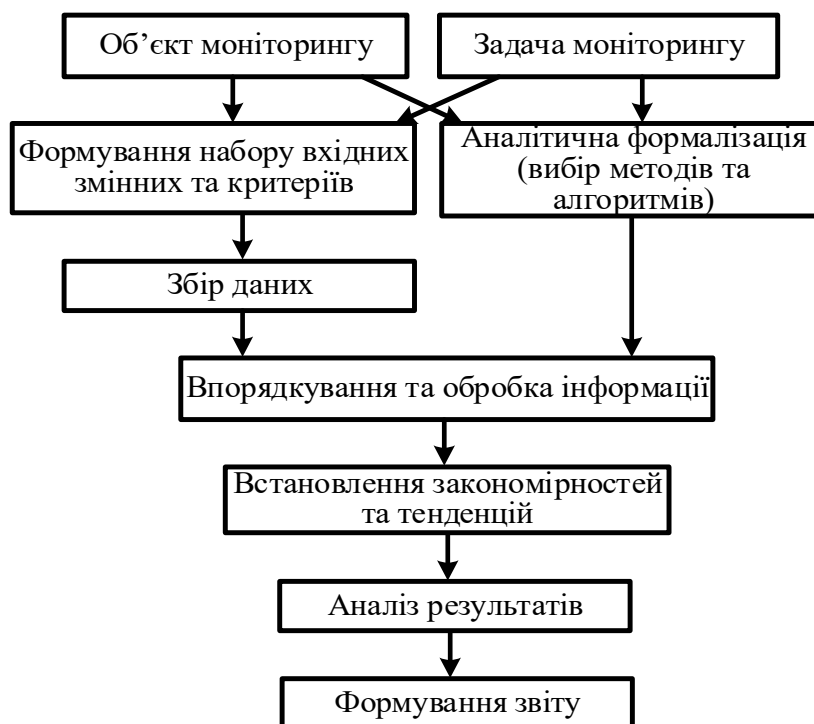 Об’єкт моніторингу
Задача моніторингу
Формування набору вхідних
змінних та критеріїв
Аналітична формалізація
(вибір методів та
алгоритмів)
Збір даних
Впорядкування та обробка інформації
Встановлення закономірностей
та тенденцій
Аналіз результатів
Формування звіту